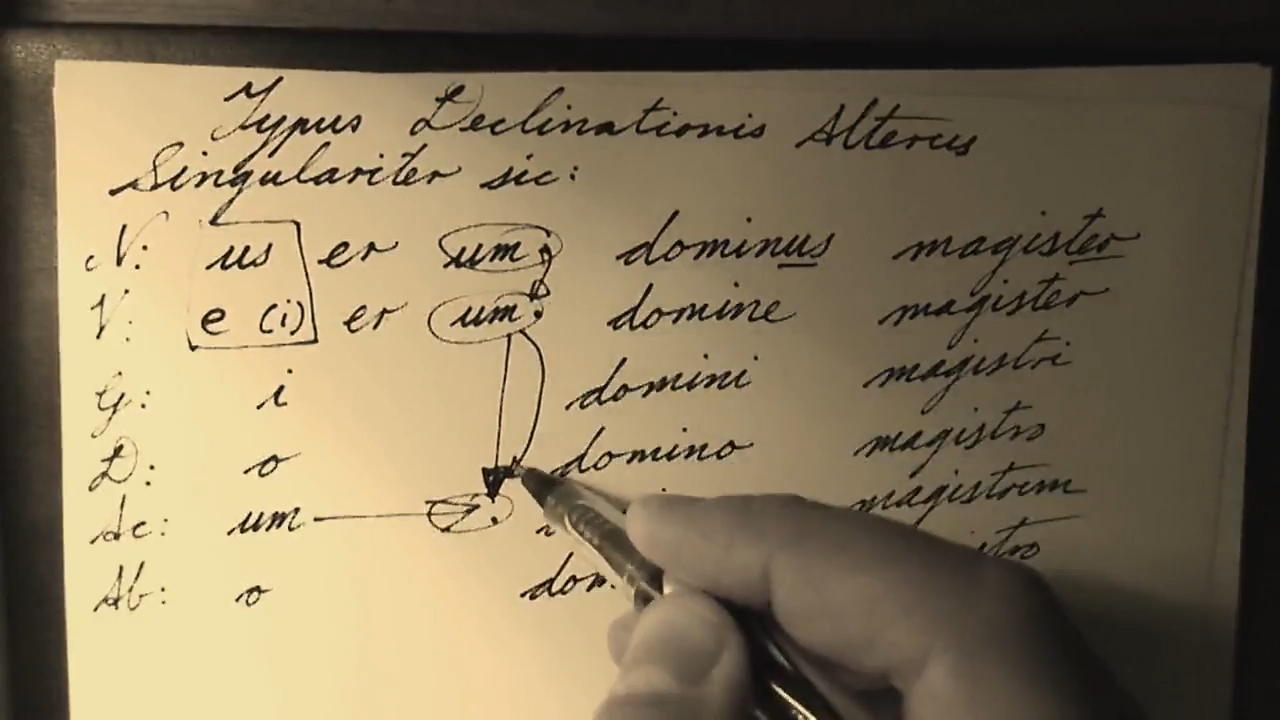 Typus Declinationis Alterus
Singulariter sic:
N: us er um dominus magister
V: e (i) er um domine magister
G: i domini magistri
D: o domino magistro
Ac: um magistrum
Ab: o